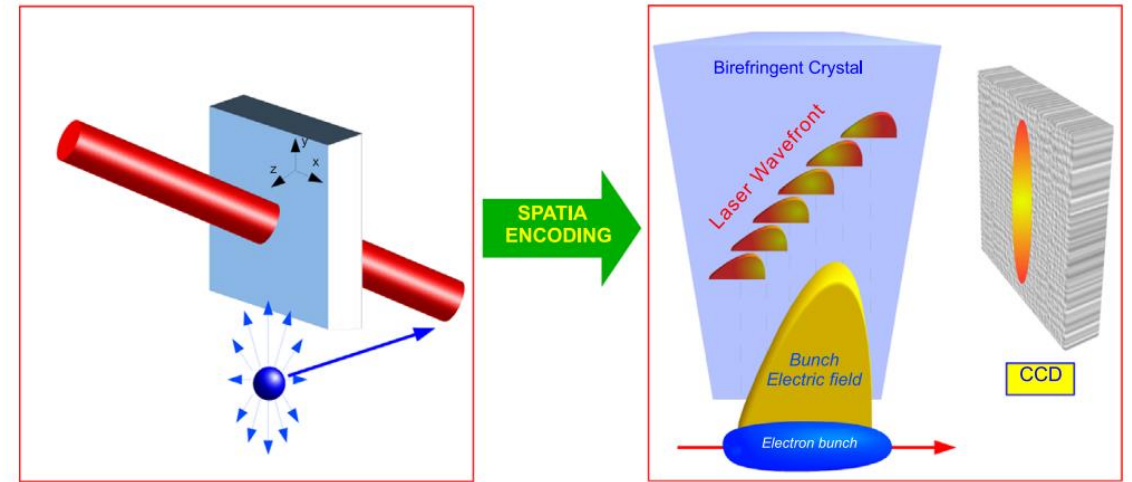 y
x
z
SPATIA
ENCODING
Birefringent Crystal
Laser Wavefront
Bunch
Electric field
Electron bunch
CCD